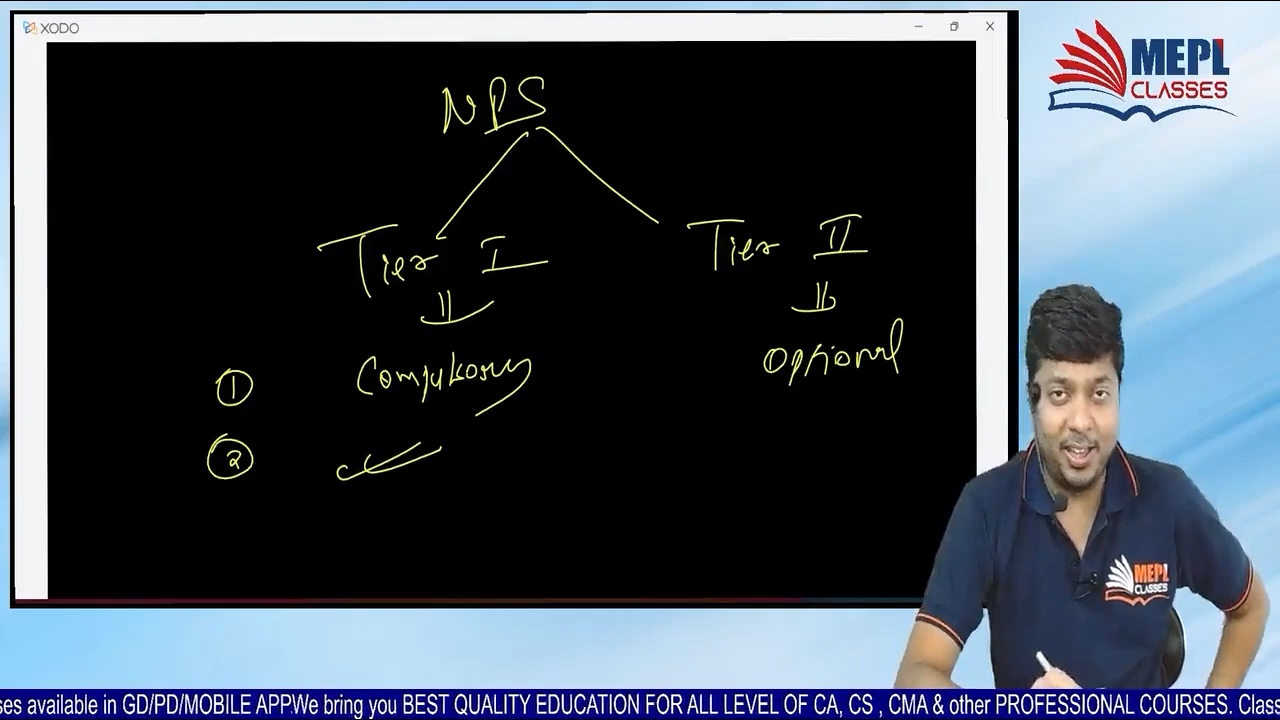 XODO
MEPL
CLASSES
NPS
Tier I
Tier II
Compulsory
Optional
1
2
MEPL
CLASSES
ses available in GD/PD/MOBILE APP.We bring you BEST QUALITY EDUCATION FOR ALL LEVEL OF CA, CS , CMA & other PROFESSIONAL COURSES. Class